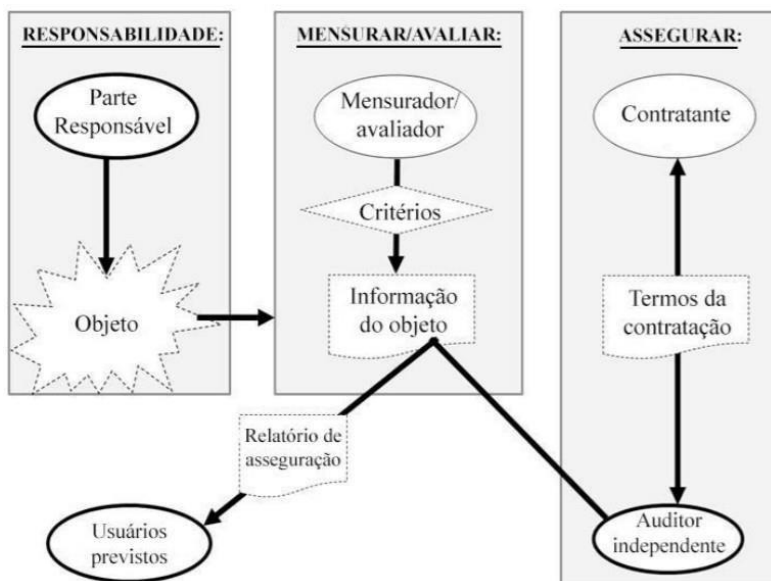 RESPONSABILIDADE:
MENSURAR/AVALIAR:
ASSEGURAR:
Parte
Responsável
Mensurador/
avaliador
Contratante
Critérios
Objeto
Informação
do objeto
Termos da
contratação
Relatório de
asseguração
Usuários
previstos
Auditor
independente